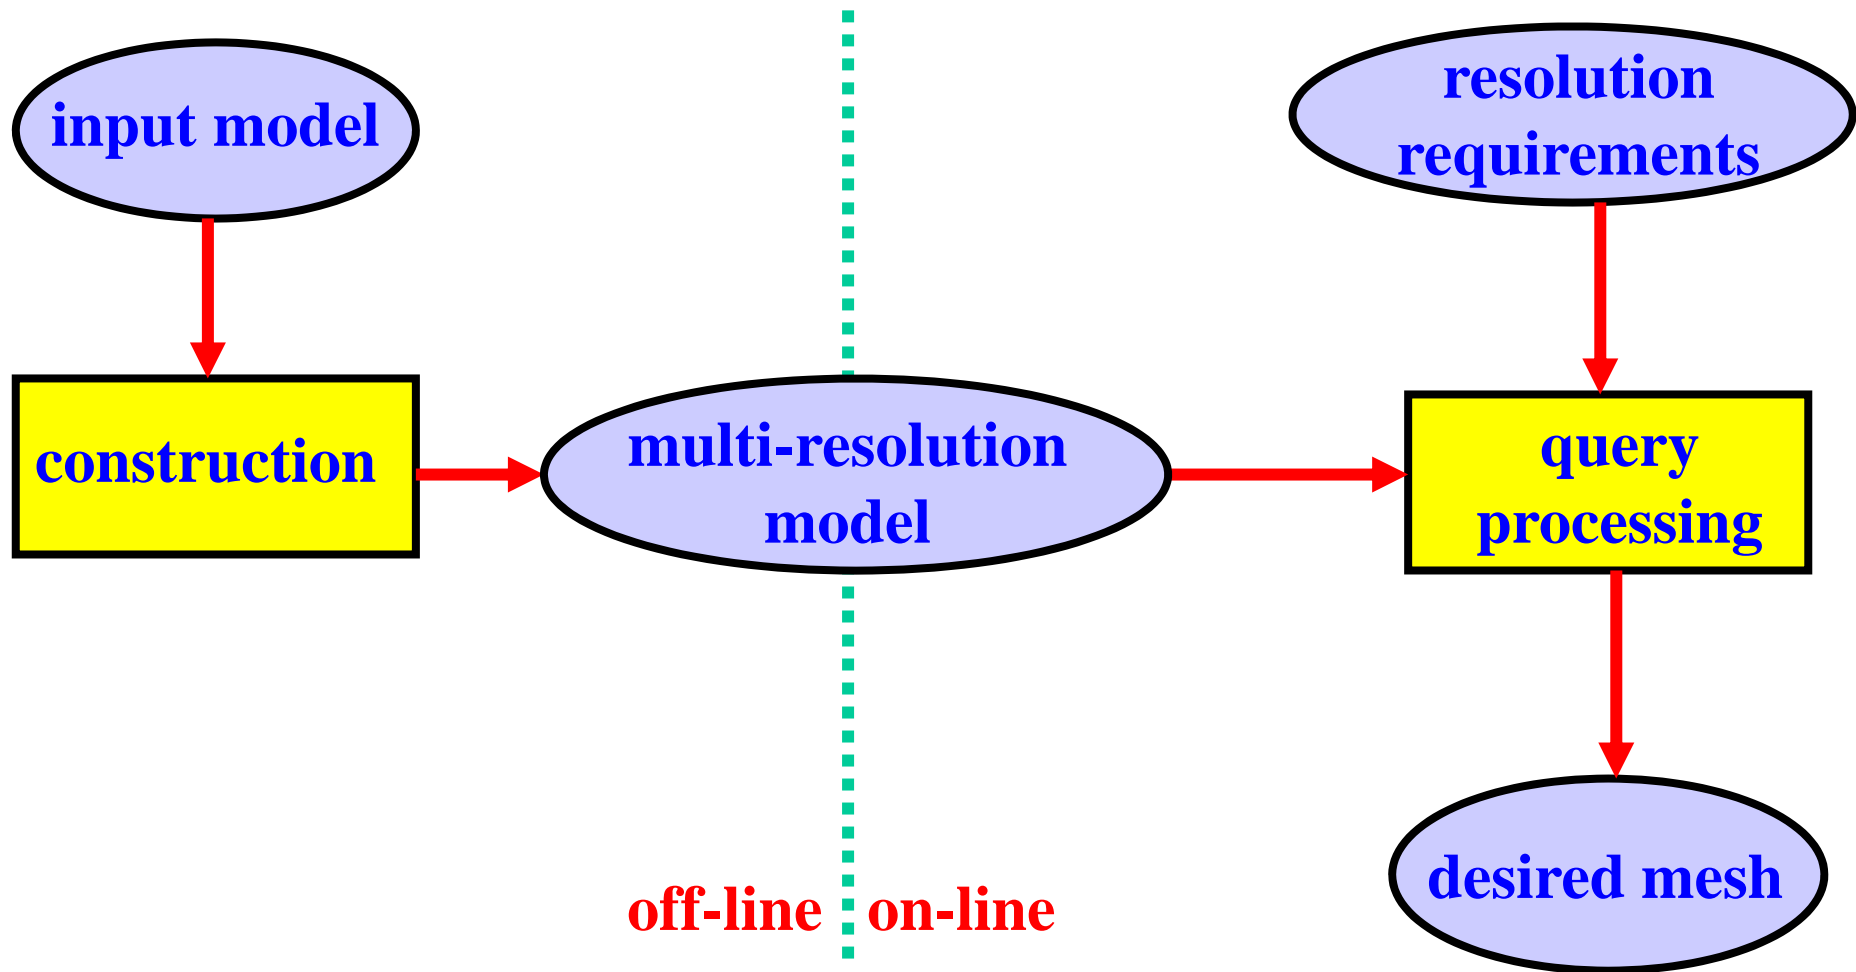 input model
resolution
requirements
construction
multi-resolution
model
query
processing
desired mesh
off-line
on-line